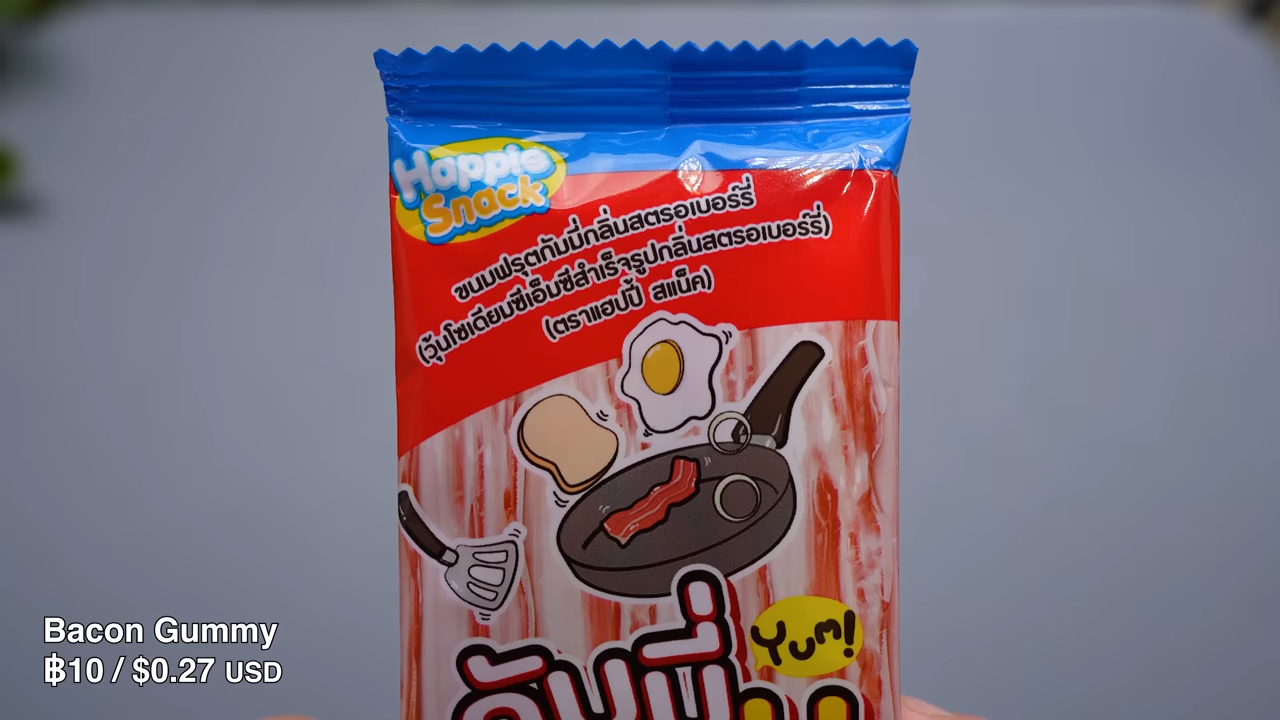 Happie
Snack
ขนมฟรุตกัมมี่กลิ่นสตรอเบอร์รี่
(วุ้นโซเดียมซีเอ็มซีสำเร็จรูปกลิ่นสตรอเบอร์รี่)
(ตราแฮปปี้ สแน็ค)
Yum!
กัมมี่
Bacon Gummy
฿10 / $0.27 USD